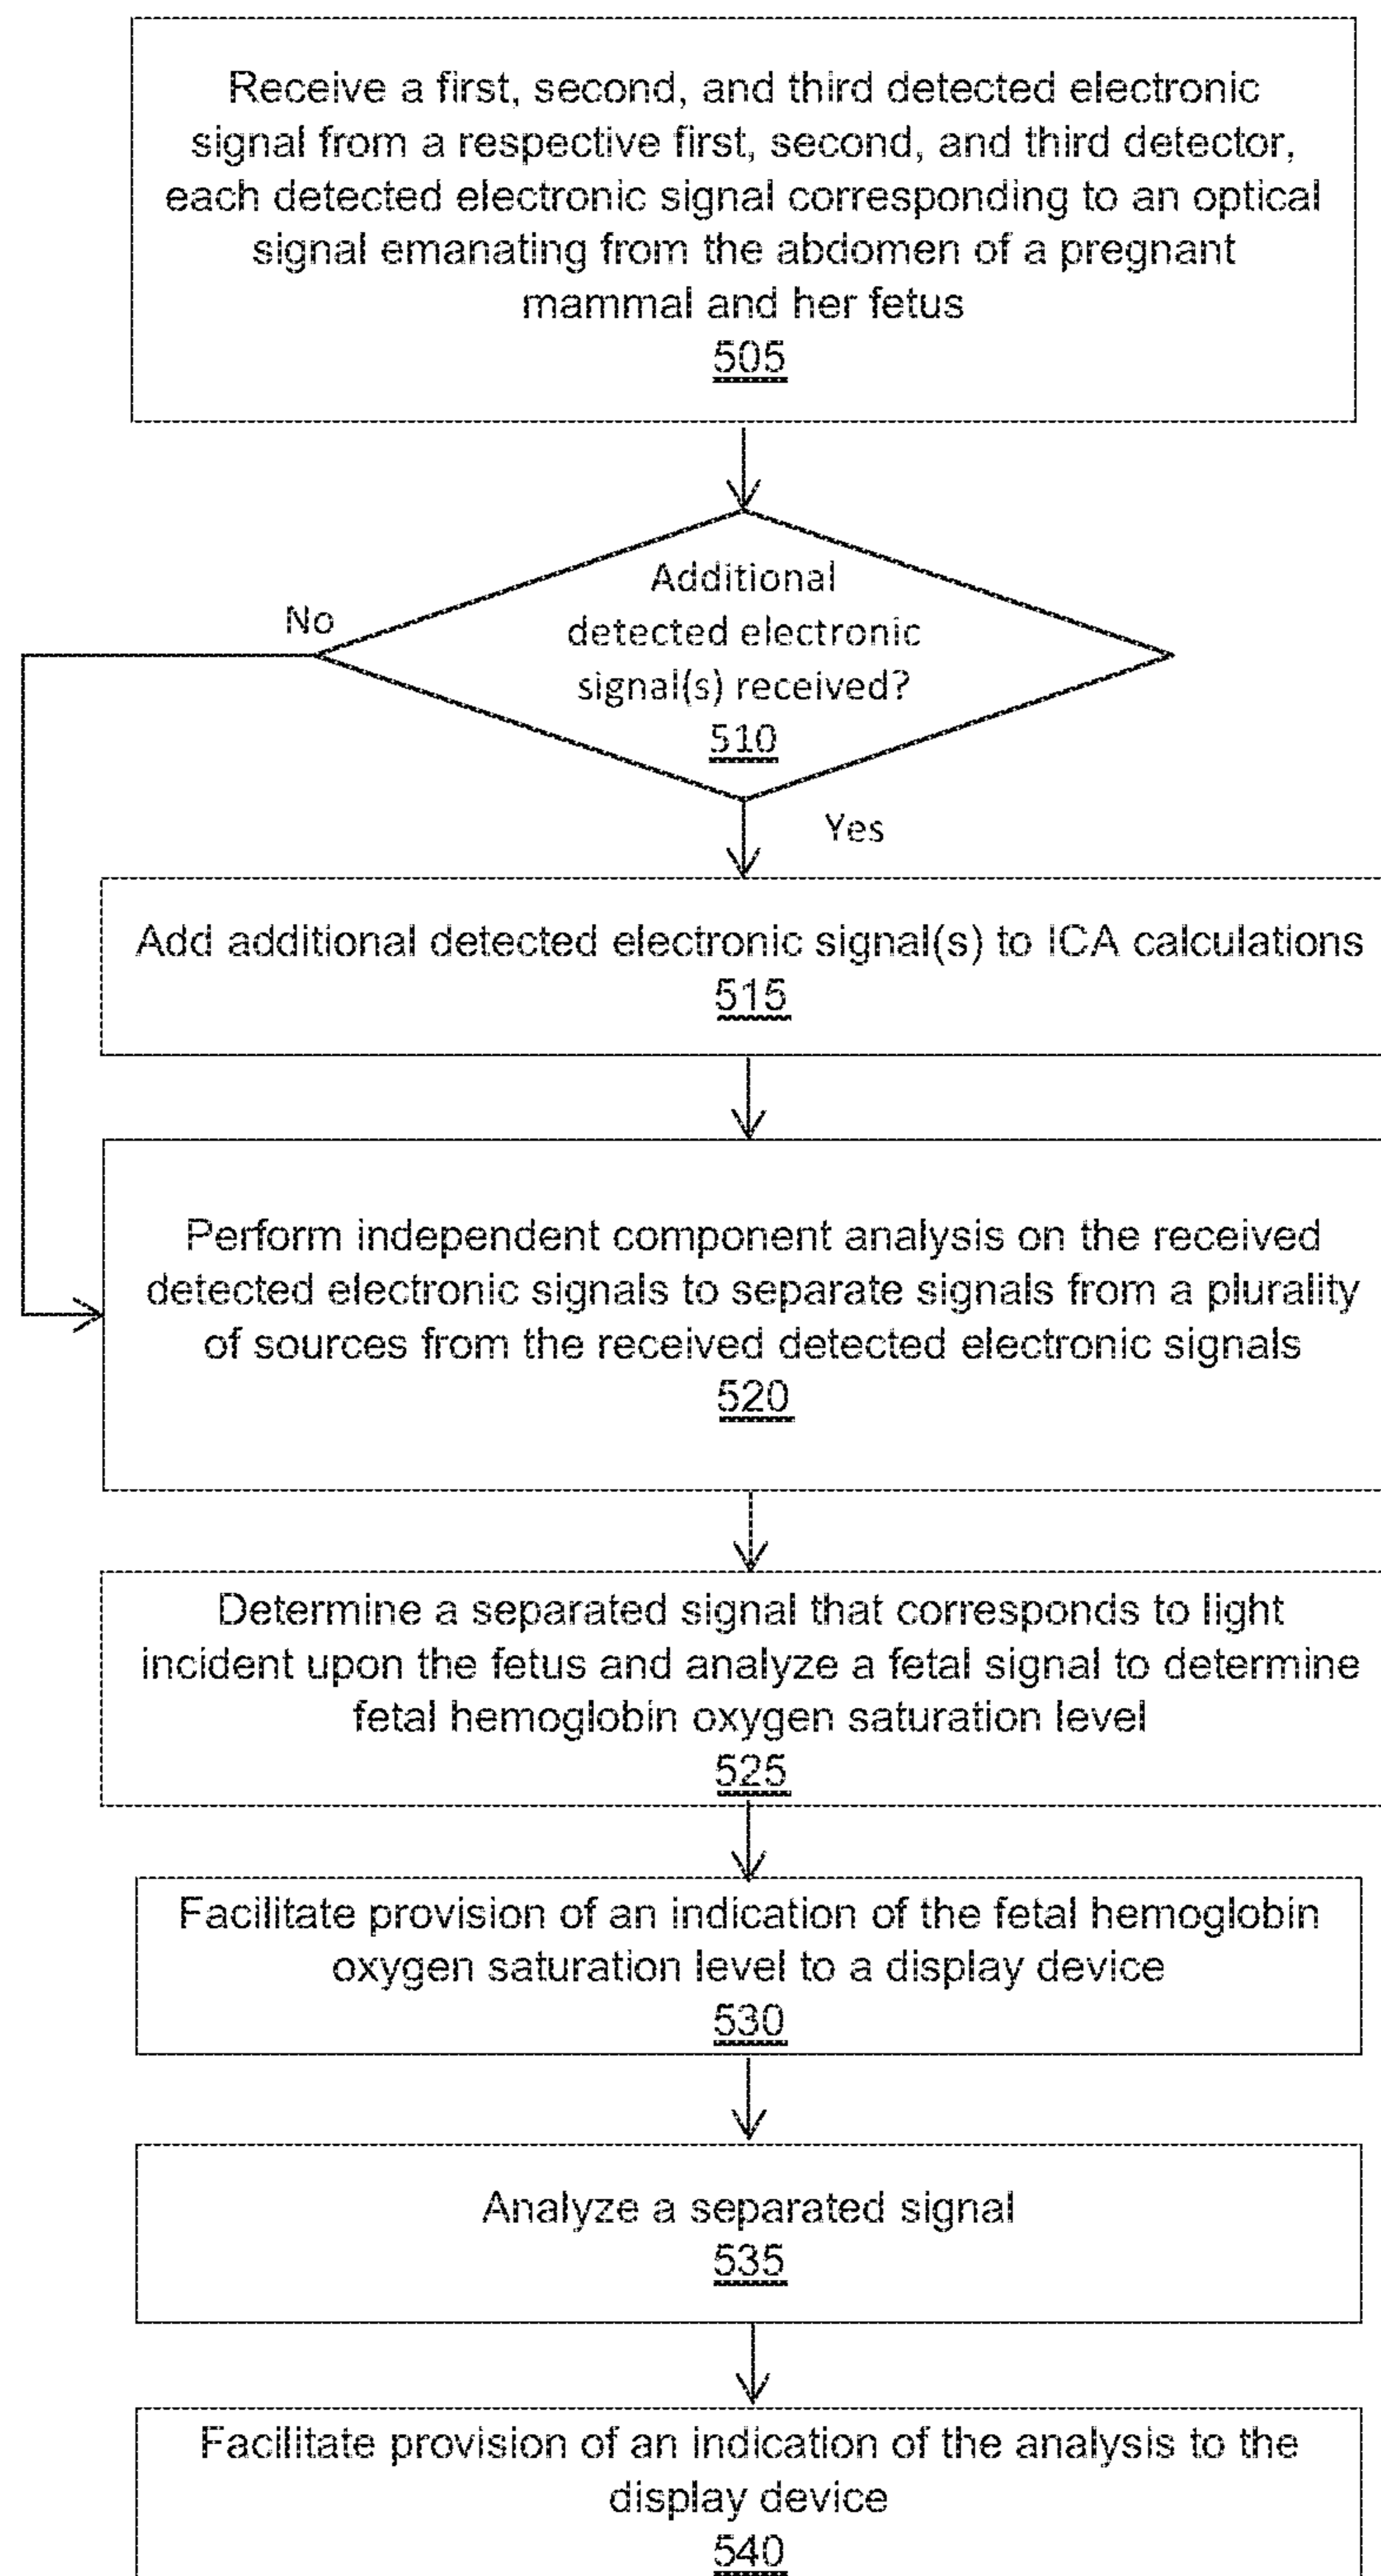 Receive a first, second, and third detected electronic
signal from a respective first, second, and third detector,
each detected electronic signal corresponding to an optical
signal emanating from the abdomen of a pregnant
mammal and her fetus
505
Additional
detected electronic
signal(s) received?
510
No
Yes
Add additional detected electronic signal(s) to ICA calculations
515
Perform independent component analysis on the received
detected electronic signals to separate signals from a plurality
of sources from the received detected electronic signals
520
Determine a separated signal that corresponds to light
incident upon the fetus and analyze a fetal signal to determine
fetal hemoglobin oxygen saturation level
525
Facilitate provision of an indication of the fetal hemoglobin
oxygen saturation level to a display device
530
Analyze a separated signal
535
Facilitate provision of an indication of the analysis to the
display device
540